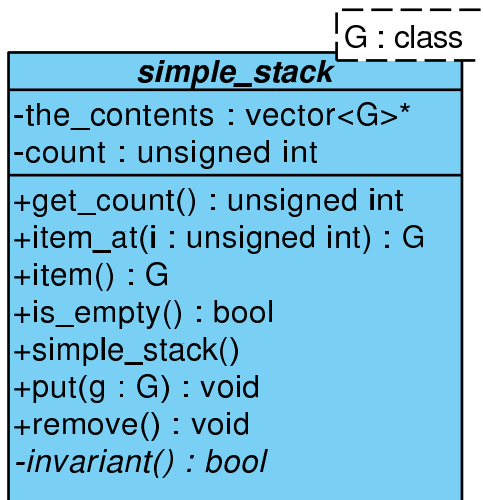 G : class
simple_stack
-the_contents : vector<G>*
-count : unsigned int
+get_count() : unsigned int
+item_at(i : unsigned int) : G
+item() : G
+is_empty() : bool
+simple_stack()
+put(g : G) : void
+remove() : void
-invariant() : bool